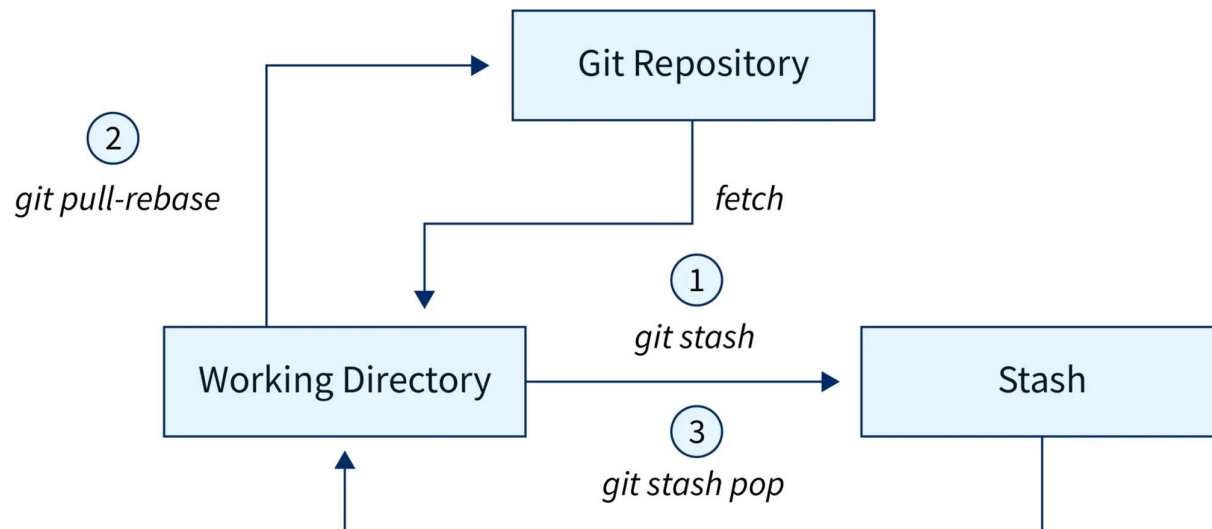 Git Repository
2
git pull-rebase
fetch
1
git stash
Working Directory
Stash
3
git stash pop